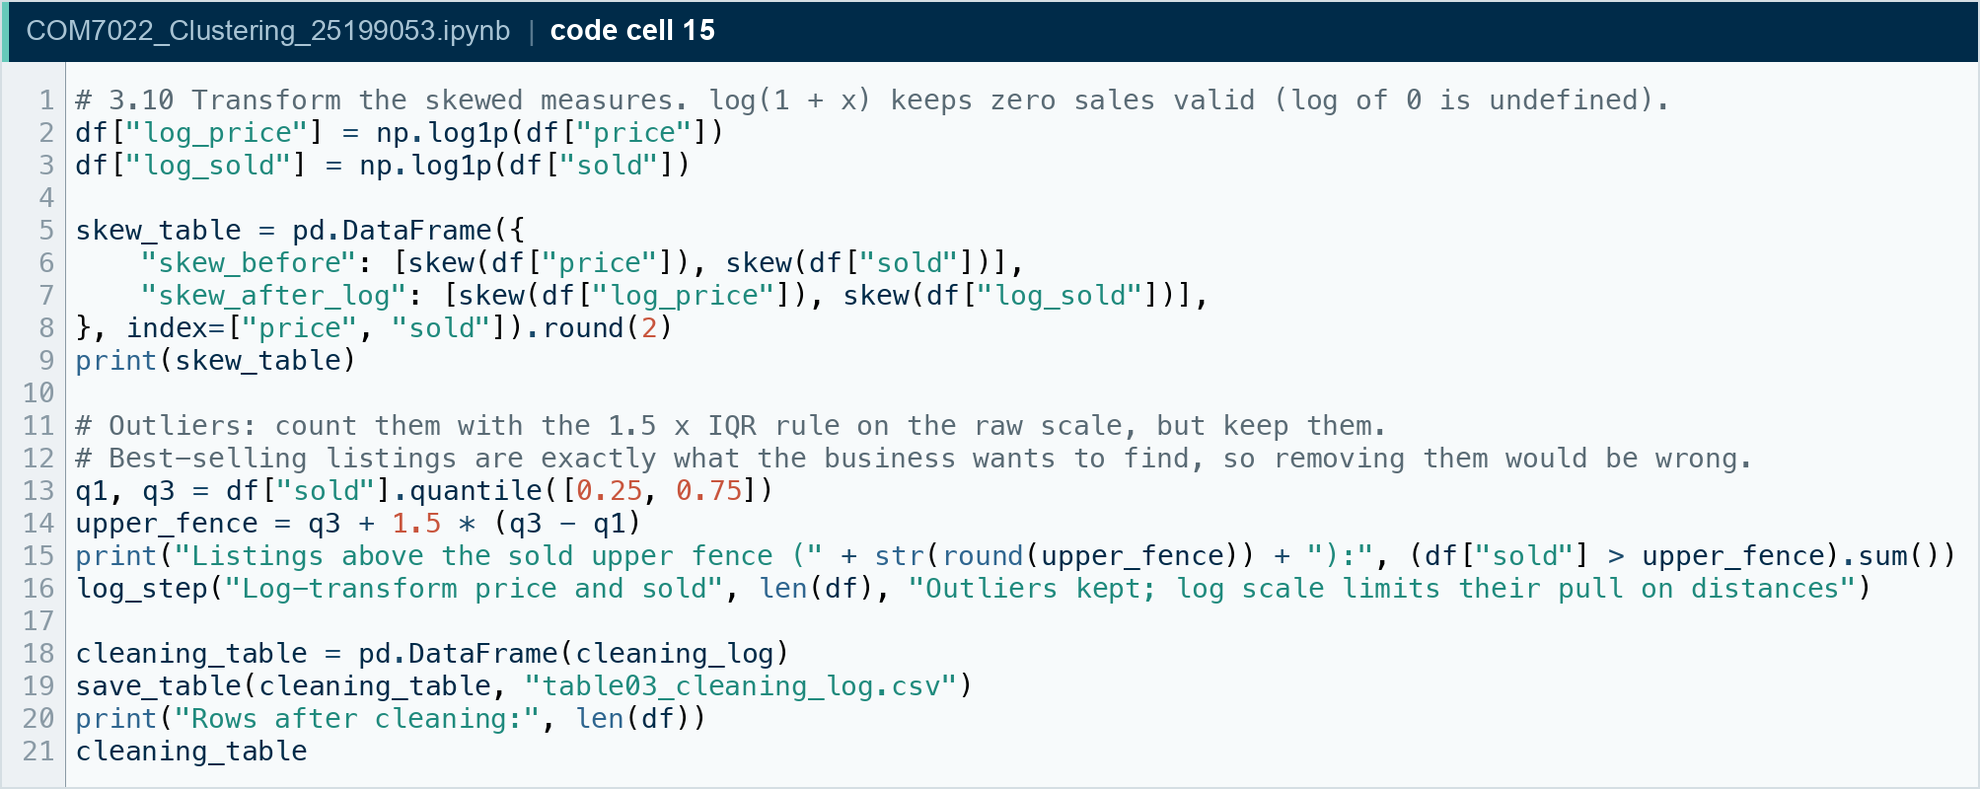 COM7022_Clustering_25199053.ipynb | code cell 15
1 # 3.10 Transform the skewed measures. log(1 + x) keeps zero sales valid (log of 0 is undefined).
2 df["log_price"] = np.log1p(df["price"])
3 df["log_sold"] = np.log1p(df["sold"])
4
5 skew_table = pd.DataFrame({
6     "skew_before": [skew(df["price"]), skew(df["sold"])],
7     "skew_after_log": [skew(df["log_price"]), skew(df["log_sold"])],
8 }, index=["price", "sold"]).round(2)
9 print(skew_table)
10
11 # Outliers: count them with the 1.5 x IQR rule on the raw scale, but keep them.
12 # Best-selling listings are exactly what the business wants to find, so removing them would be wrong.
13 q1, q3 = df["sold"].quantile([0.25, 0.75])
14 upper_fence = q3 + 1.5 * (q3 - q1)
15 print("Listings above the sold upper fence (" + str(round(upper_fence)) + "):", (df["sold"] > upper_fence).sum())
16 log_step("Log-transform price and sold", len(df), "Outliers kept; log scale limits their pull on distances")
17
18 cleaning_table = pd.DataFrame(cleaning_log)
19 save_table(cleaning_table, "table03_cleaning_log.csv")
20 print("Rows after cleaning:", len(df))
21 cleaning_table